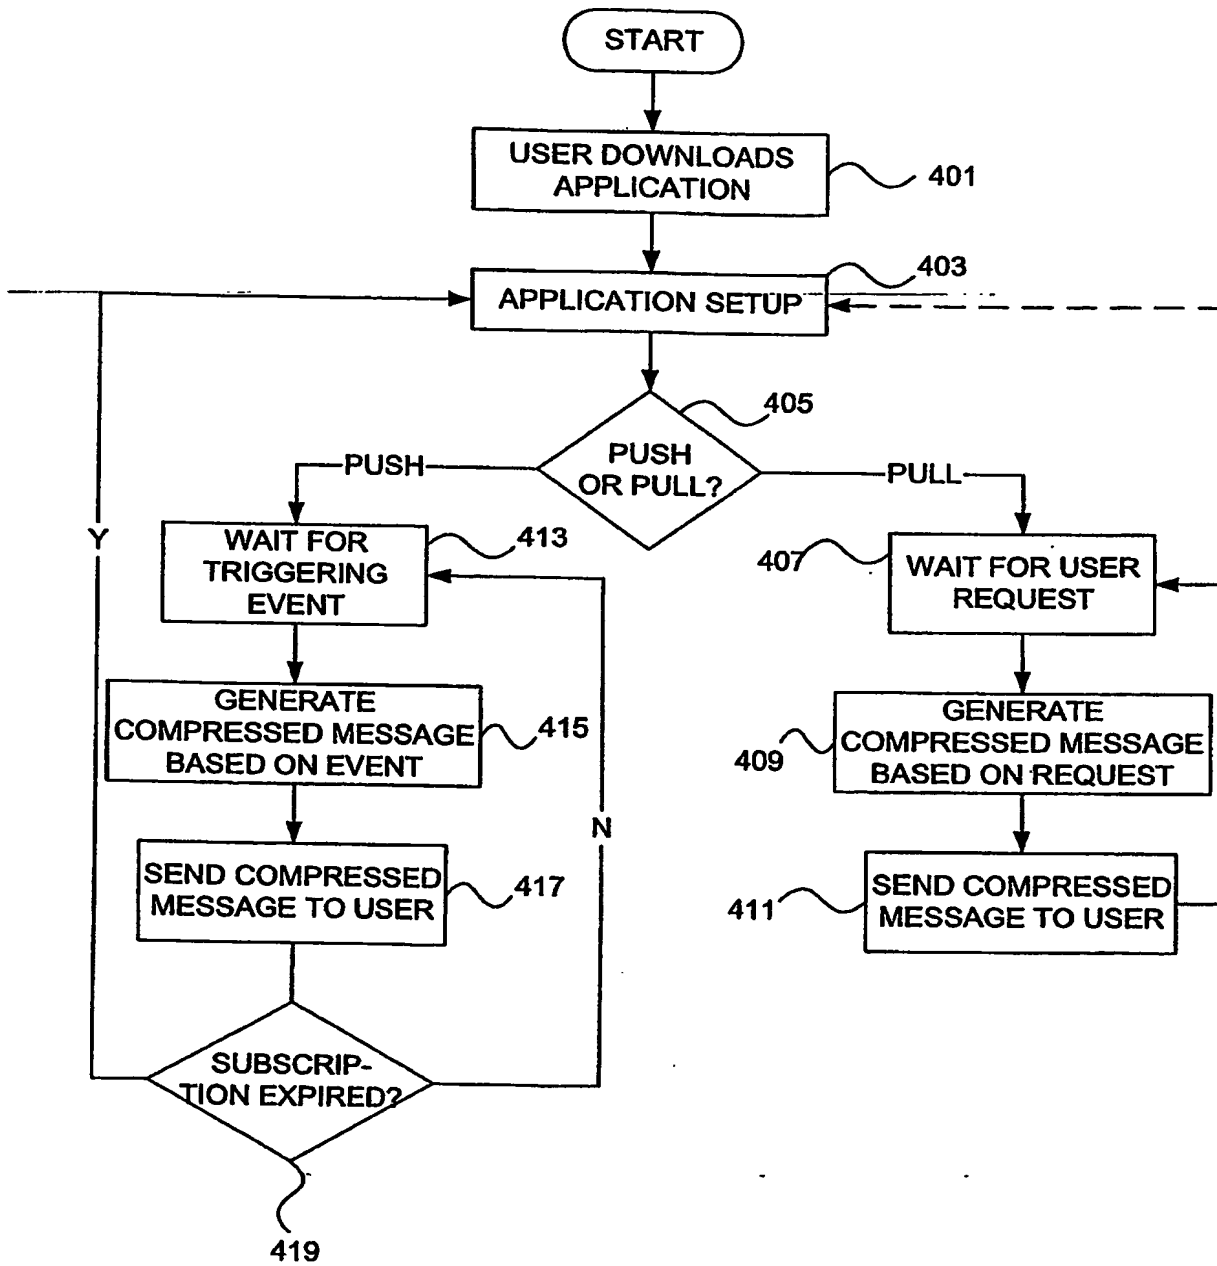 START
USER DOWNLOADS
APPLICATION
401
403
APPLICATION SETUP
405
PUSH
OR PULL?
PUSH
PULL
413
WAIT FOR
TRIGGERING
EVENT
Y
407
WAIT FOR USER
REQUEST
GENERATE
COMPRESSED MESSAGE
BASED ON EVENT
415
409
GENERATE
COMPRESSED MESSAGE
BASED ON REQUEST
N
SEND COMPRESSED
MESSAGE TO USER
417
411
SEND COMPRESSED
MESSAGE TO USER
SUBSCRIP-
TION EXPIRED?
419